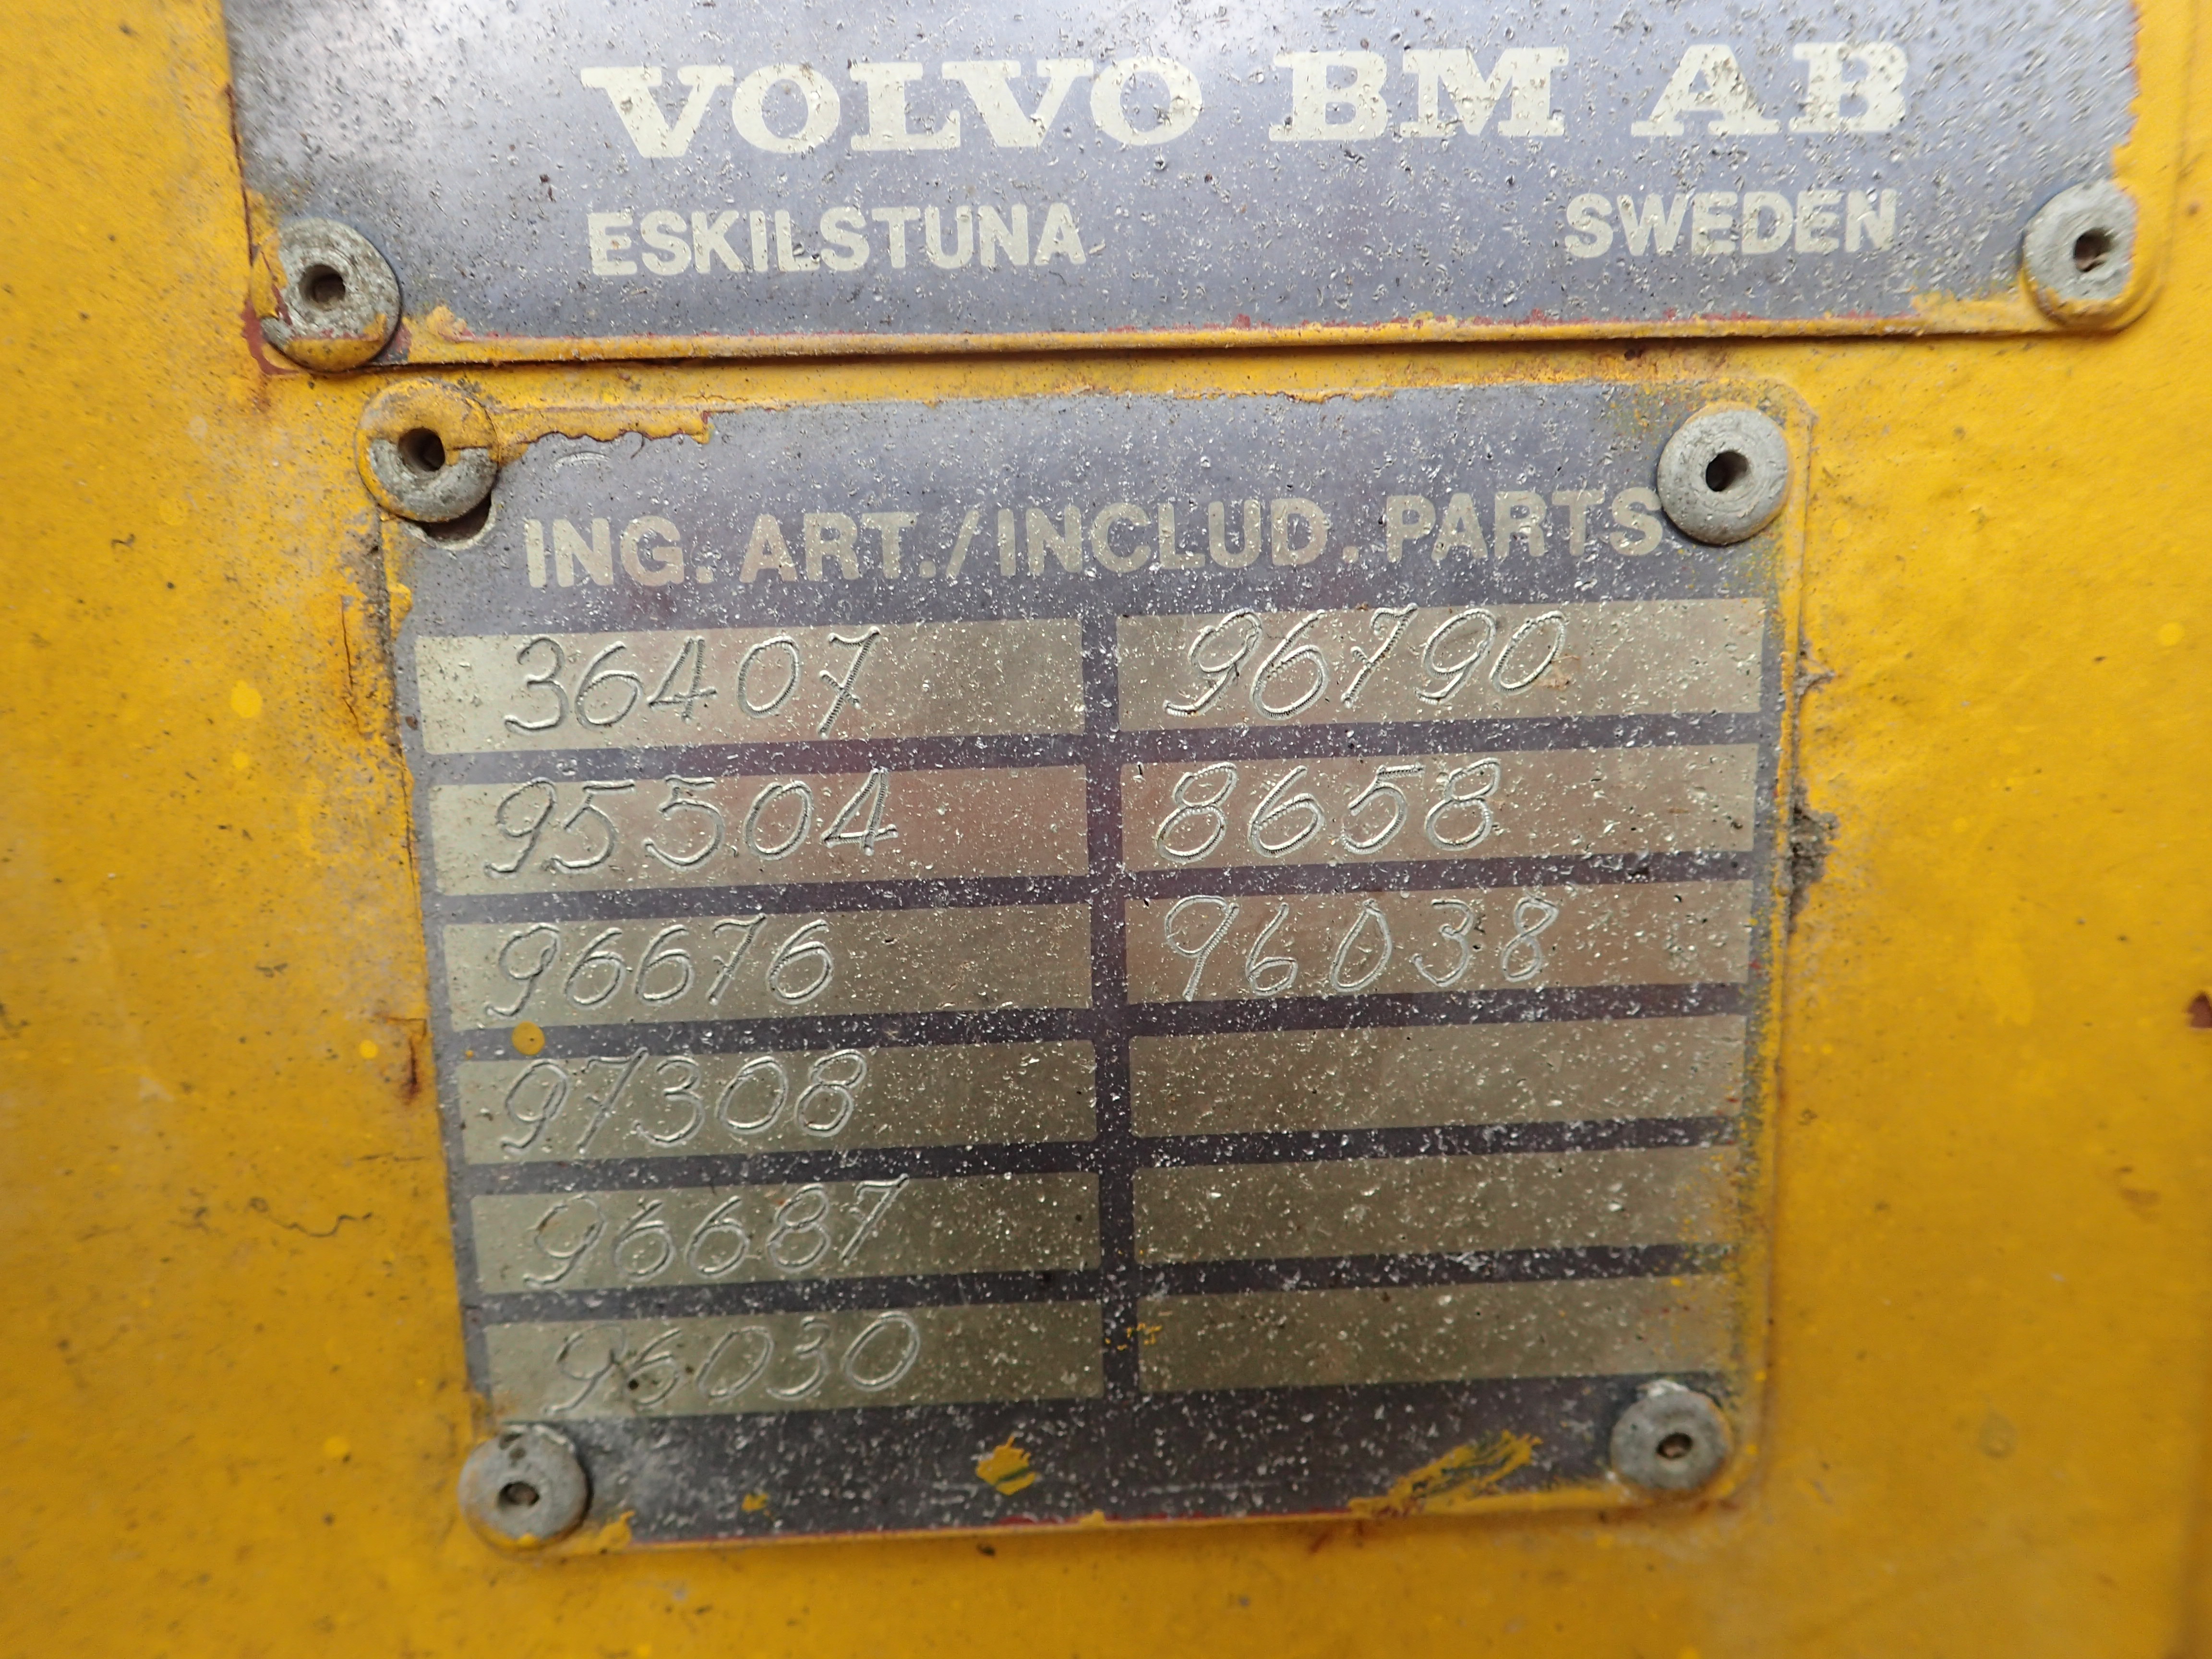 VOLVO BM AB
ESKILSTUNA SWEDEN
ING. ART./INCLUD. PARTS
36407 96790
95504 8658
96676 96038
97308
96687
96030